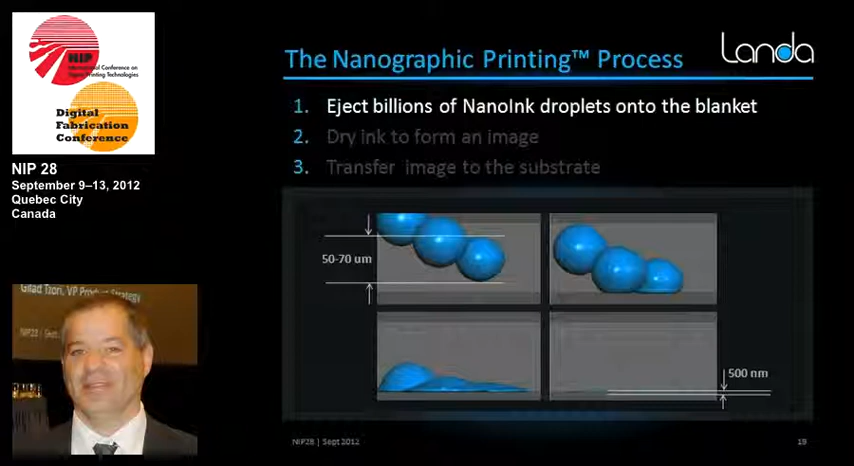 NIP
International Conference on
Digital Printing Technologies
Digital
Fabrication
Conference
NIP 28
September 9–13, 2012
Quebec City
Canada
Gilad Tzori, VP Product Strategy
The Nanographic Printing™ Process
Landa
1. Eject billions of NanoInk droplets onto the blanket
2. Dry ink to form an image
3. Transfer image to the substrate
50-70 um
500 nm
NIP28 | Sept 2012
19